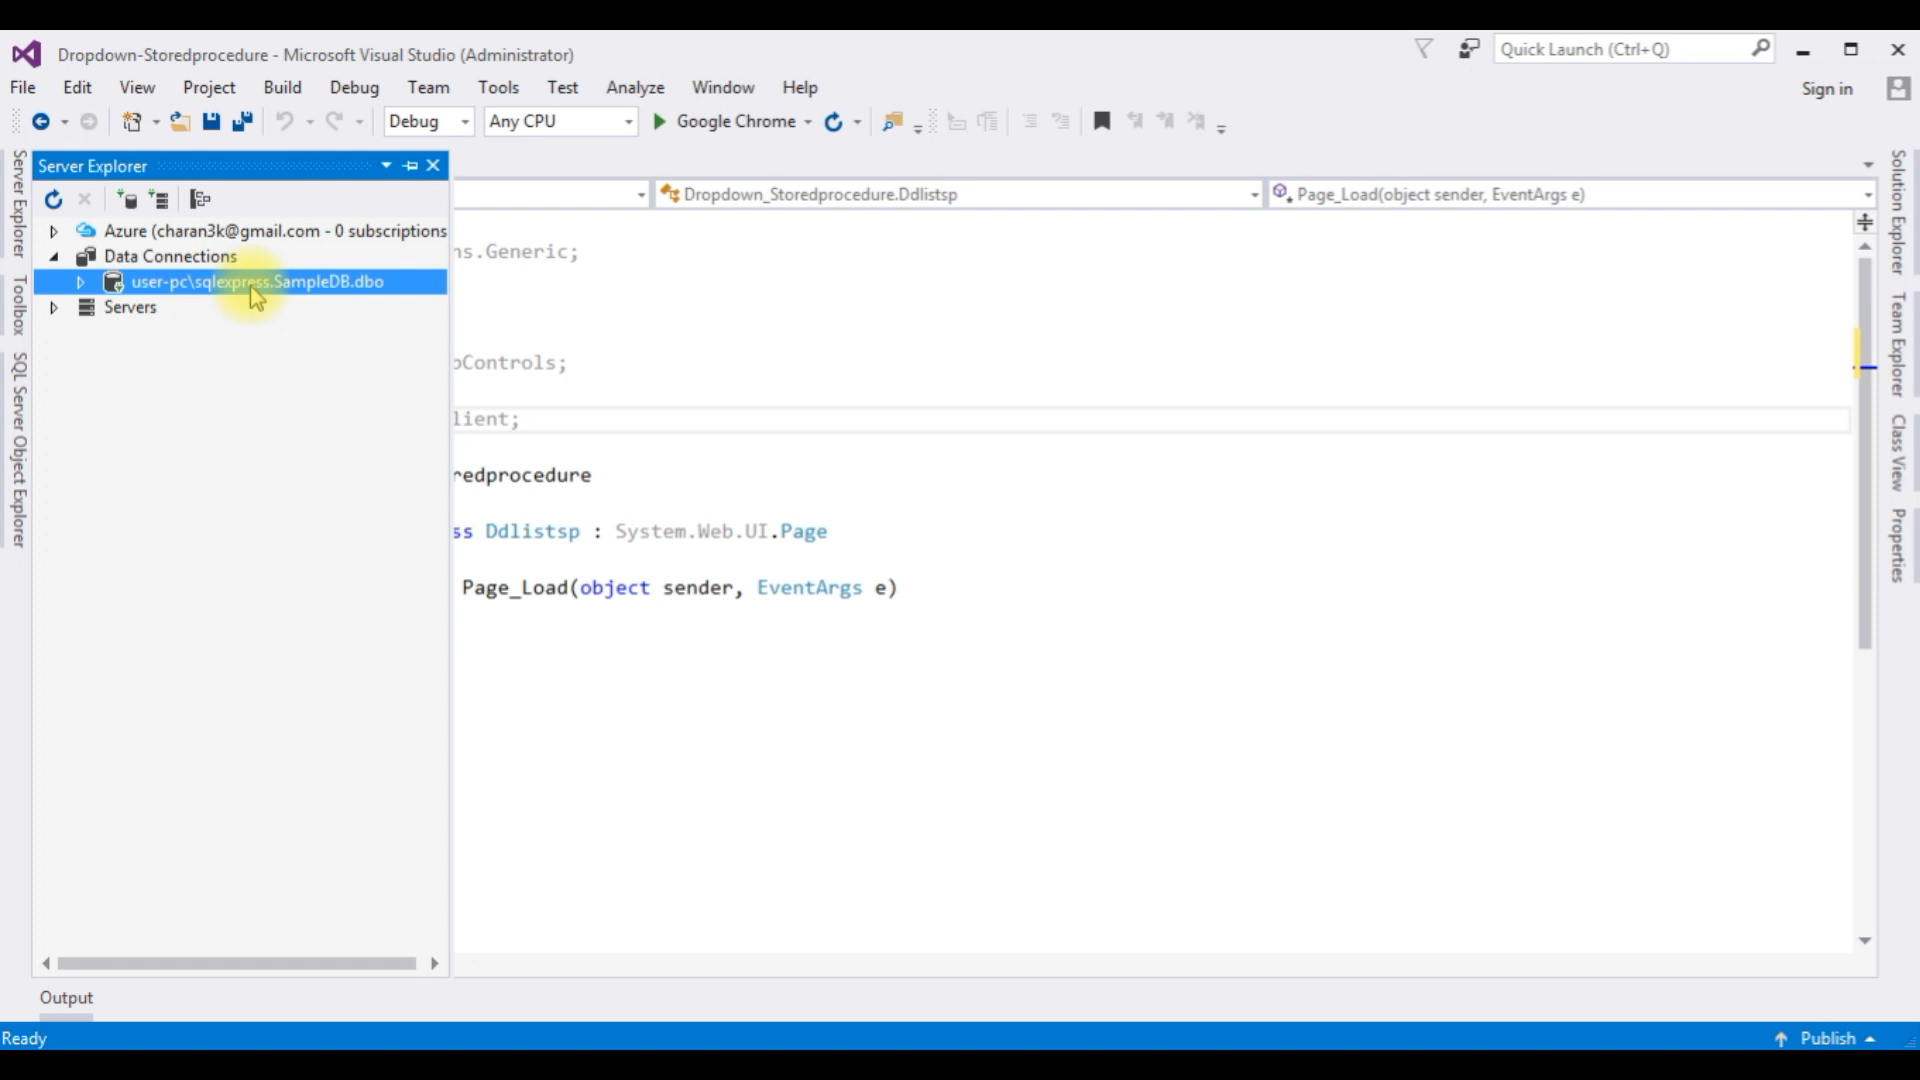 Dropdown-Storedprocedure - Microsoft Visual Studio (Administrator)
Quick Launch (Ctrl+Q)
File Edit View Project Build Debug Team Tools Test Analyze Window Help
Sign in
Debug Any CPU Google Chrome
Server Explorer
Toolbox
SQL Server Object Explorer
Server Explorer
Azure (charan3k@gmail.com - 0 subscriptions
Data Connections
user-pc\sqlexpress.SampleDB.dbo
Servers
Dropdown_Storedprocedure.Ddlistsp
Page_Load(object sender, EventArgs e)
ns.Generic;
bControls;
lient;
redprocedure
ss Ddlistsp : System.Web.UI.Page
Page_Load(object sender, EventArgs e)
Solution Explorer
Team Explorer
Class View
Properties
Output
Ready
Publish